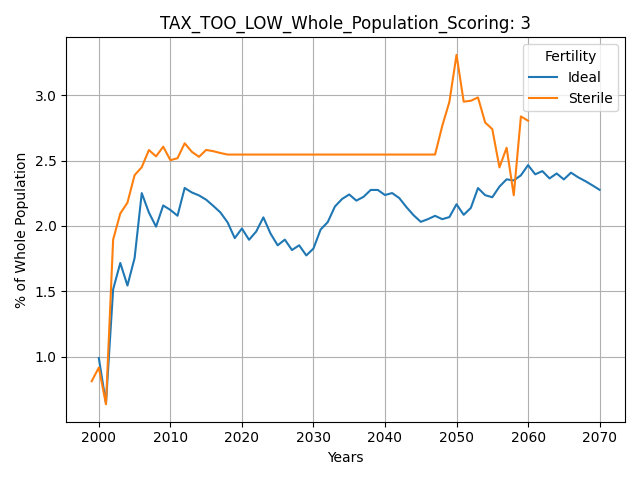 TAX_TOO_LOW_Whole_Population_Scoring: 3
Fertility
Ideal
Sterile
% of Whole Population
3.0
2.5
2.0
1.5
1.0
2000 2010 2020 2030 2040 2050 2060 2070
Years